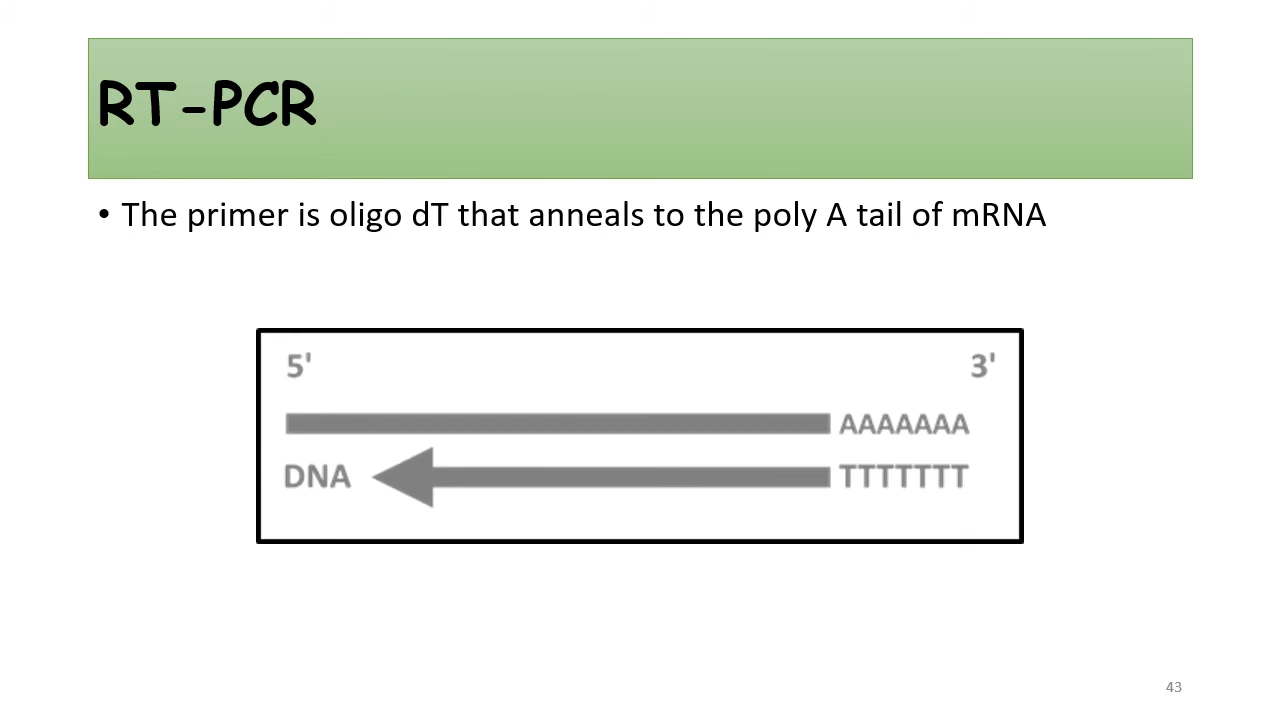 RT-PCR
• The primer is oligo dT that anneals to the poly A tail of mRNA
5' 3'
AAAAAAA
DNA TTTTTTT
43